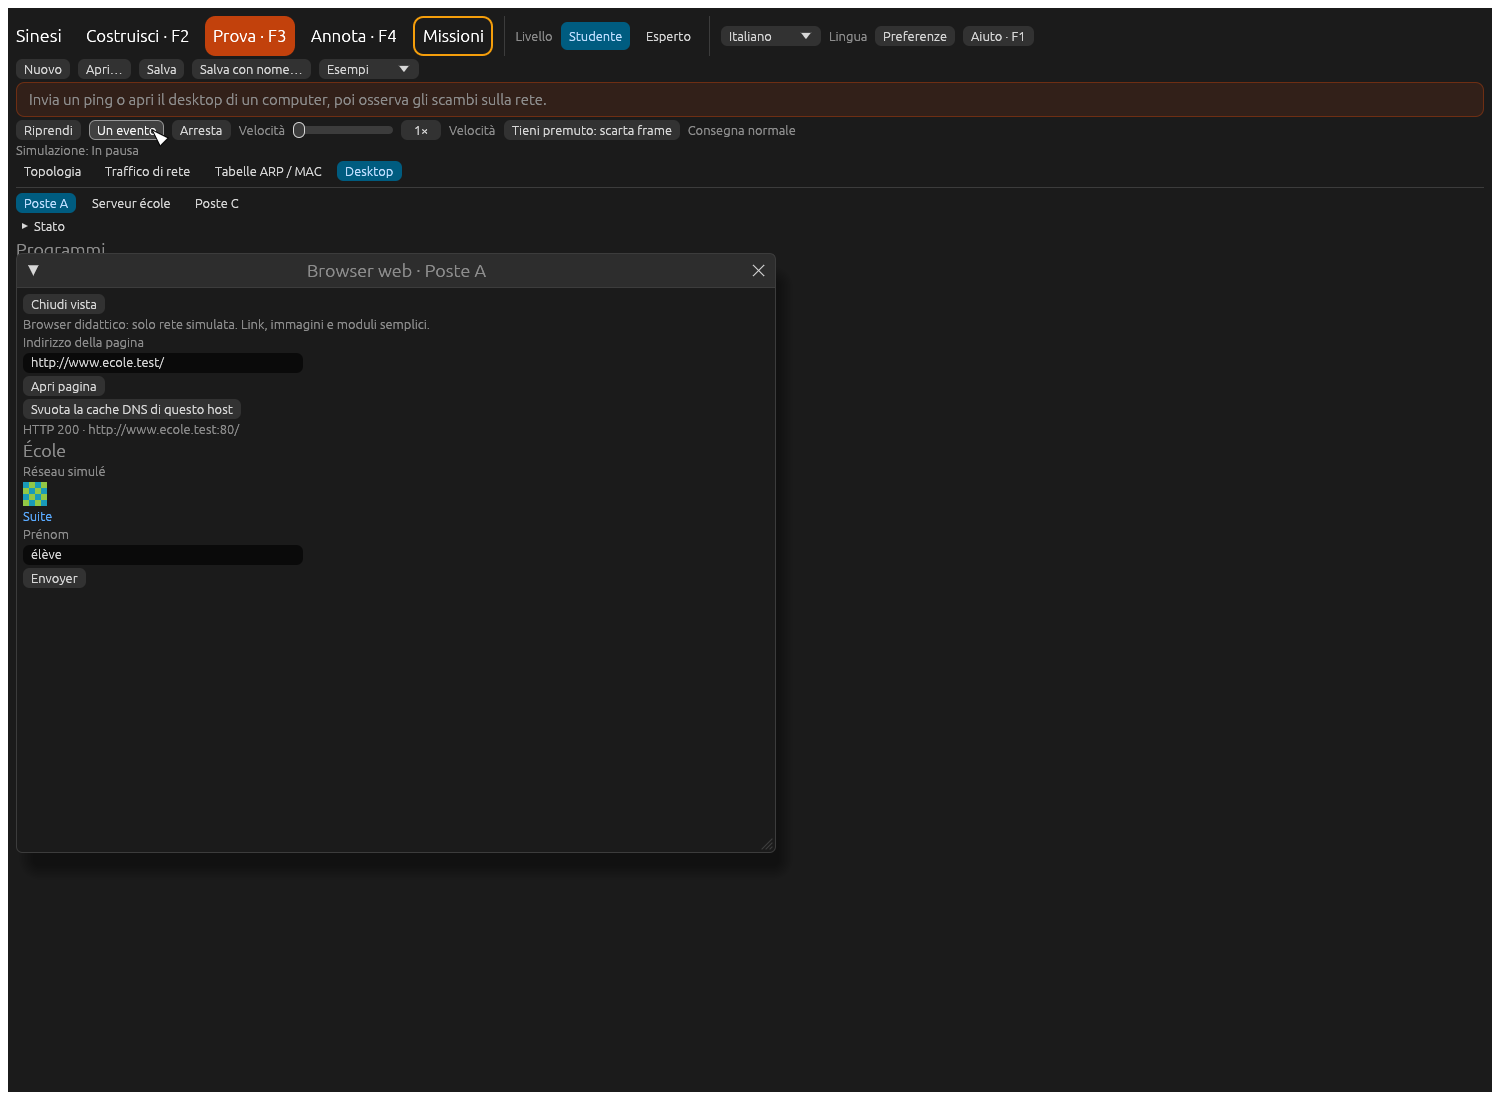 Sinesi Costruisci · F2 Prova · F3 Annota · F4 Missioni Livello Studente Esperto Italiano Lingua Preferenze Aiuto · F1
Nuovo Apri… Salva Salva con nome… Esempi
Invia un ping o apri il desktop di un computer, poi osserva gli scambi sulla rete.
Riprendi Un evento Arresta Velocità 1× Velocità Tieni premuto: scarta frame Consegna normale
Simulazione: In pausa
Topologia Traffico di rete Tabelle ARP / MAC Desktop
Poste A Serveur école Poste C
Stato
Programmi
Browser web · Poste A
Chiudi vista
Browser didattico: solo rete simulata. Link, immagini e moduli semplici.
Indirizzo della pagina
http://www.ecole.test/
Apri pagina
Svuota la cache DNS di questo host
HTTP 200 · http://www.ecole.test:80/
École
Réseau simulé
Suite
Prénom
élève
Envoyer